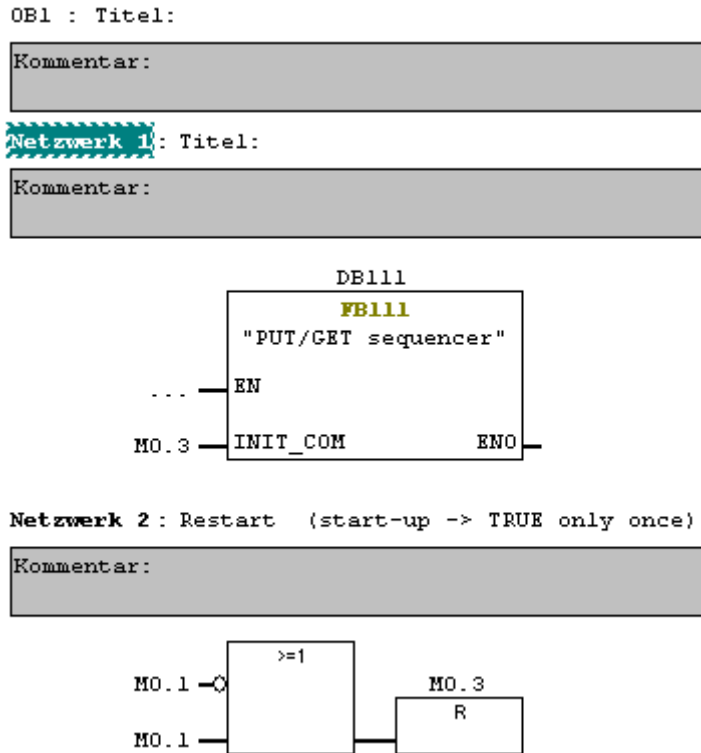 OB1 : Titel:
Kommentar:
Netzwerk 1: Titel:
Kommentar:
DB111
FB111
"PUT/GET sequencer"
... EN
M0.3 INIT_COM ENO
Netzwerk 2 : Restart (start-up -> TRUE only once)
Kommentar:
>=1
M0.1 M0.3
R
M0.1